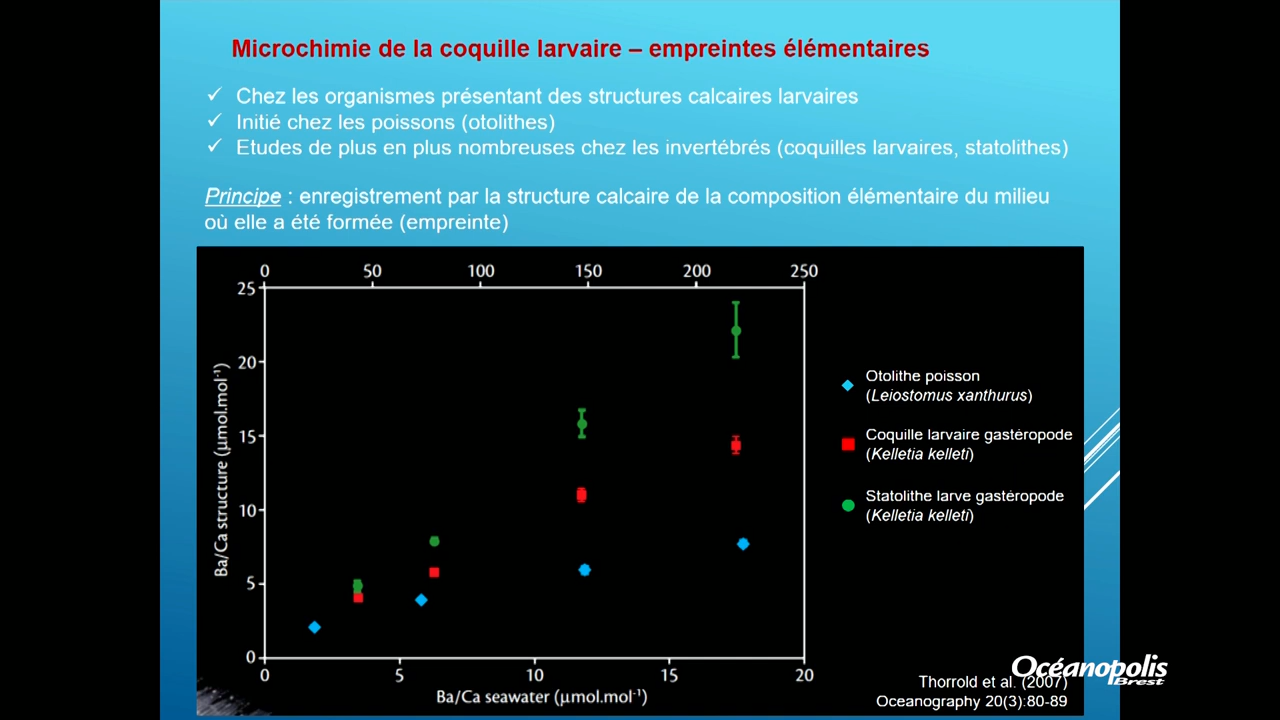 Microchimie de la coquille larvaire – empreintes élémentaires
✓ Chez les organismes présentant des structures calcaires larvaires
✓ Initié chez les poissons (otolithes)
✓ Etudes de plus en plus nombreuses chez les invertébrés (coquilles larvaires, statolithes)
Principe : enregistrement par la structure calcaire de la composition élémentaire du milieu
où elle a été formée (empreinte)
0 50 100 150 200 250
25
20
15
10
5
0
Ba/Ca structure (μmol.mol⁻¹)
0 5 10 15 20
Ba/Ca seawater (μmol.mol⁻¹)
Otolithe poisson
(Leiostomus xanthurus)
Coquille larvaire gastéropode
(Kelletia kelleti)
Statolithe larve gastéropode
(Kelletia kelleti)
Océanopolis
Brest
Thorrold et al. (2007)
Oceanography 20(3):80-89